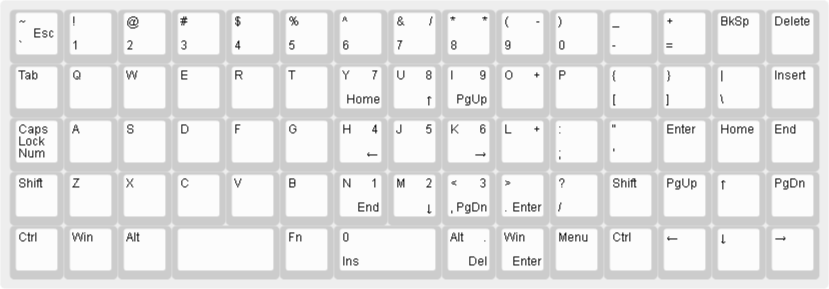 ~ Esc ! @ # $ % ^ & / * * ( - ) _ + BkSp Delete
` 1 2 3 4 5 6 7 8 9 0 - =
Tab Q W E R T Y 7 U 8 I 9 O + P { } | Insert
Home ↑ PgUp [ ] \
Caps Lock Num A S D F G H 4 J 5 K 6 L + : " Enter Home End
← → ; '
Shift Z X C V B N 1 M 2 < 3 > ? Shift PgUp ↑ PgDn
End ↓ , PgDn . Enter /
Ctrl Win Alt Fn 0 Alt . Win Menu Ctrl ← ↓ →
Ins Del Enter